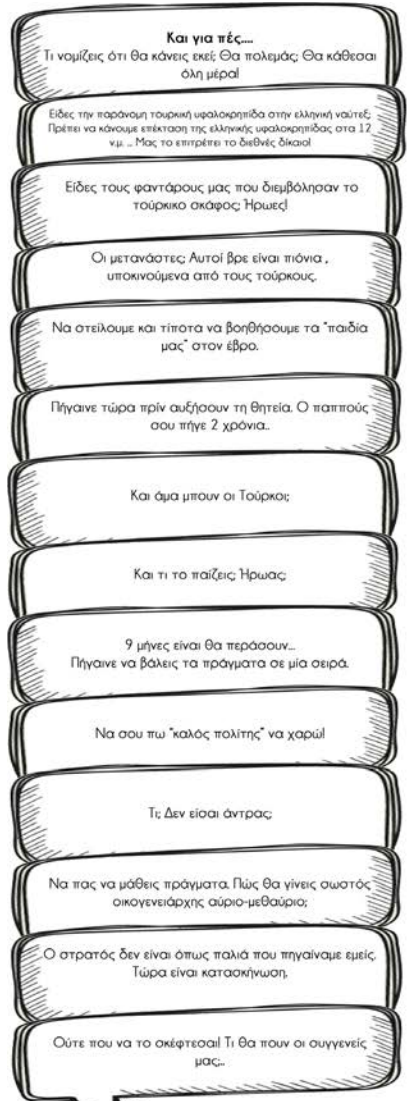 Και για πές....
Τι νομίζεις ότι θα κάνεις εκεί; Θα πολεμάς; Θα κάθεσαι
όλη μέρα!
Είδες την παράνομη τουρκική υφαλοκρηπίδα στην ελληνική ναύτεξ;
Πρέπει να κάνουμε επέκταση της ελληνικής υφαλοκρηπίδας στα 12
ν.μ. ... Μας το επιτρέπει το διεθνές δίκαιο!
Είδες τους φαντάρους μας που διεμβόλησαν το
τούρκικο σκάφος; Ήρωες!
Οι μετανάστες; Αυτοί βρε είναι πιόνια ,
υποκινούμενα από τους τούρκους.
Να στείλουμε και τίποτα να βοηθήσουμε τα "παιδία
μας" στον έβρο.
Πήγαινε τώρα πρίν αυξήσουν τη θητεία. Ο παππούς
σου πήγε 2 χρόνια..
Και άμα μπουν οι Τούρκοι;
Και τι το παίζεις; Ήρωας;
9 μήνες είναι θα περάσουν...
Πήγαινε να βάλεις τα πράγματα σε μία σειρά.
Να σου πω "καλός πολίτης" να χαρώ!
Τι; Δεν είσαι άντρας;
Να πας να μάθεις πράγματα. Πώς θα γίνεις σωστός
οικογενειάρχης αύριο-μεθαύριο;
Ο στρατός δεν είναι όπως παλιά που πηγαίναμε εμείς.
Τώρα είναι κατασκήνωση.
Ούτε που να το σκέφτεσαι! Τι θα πουν οι συγγενείς
μας;..